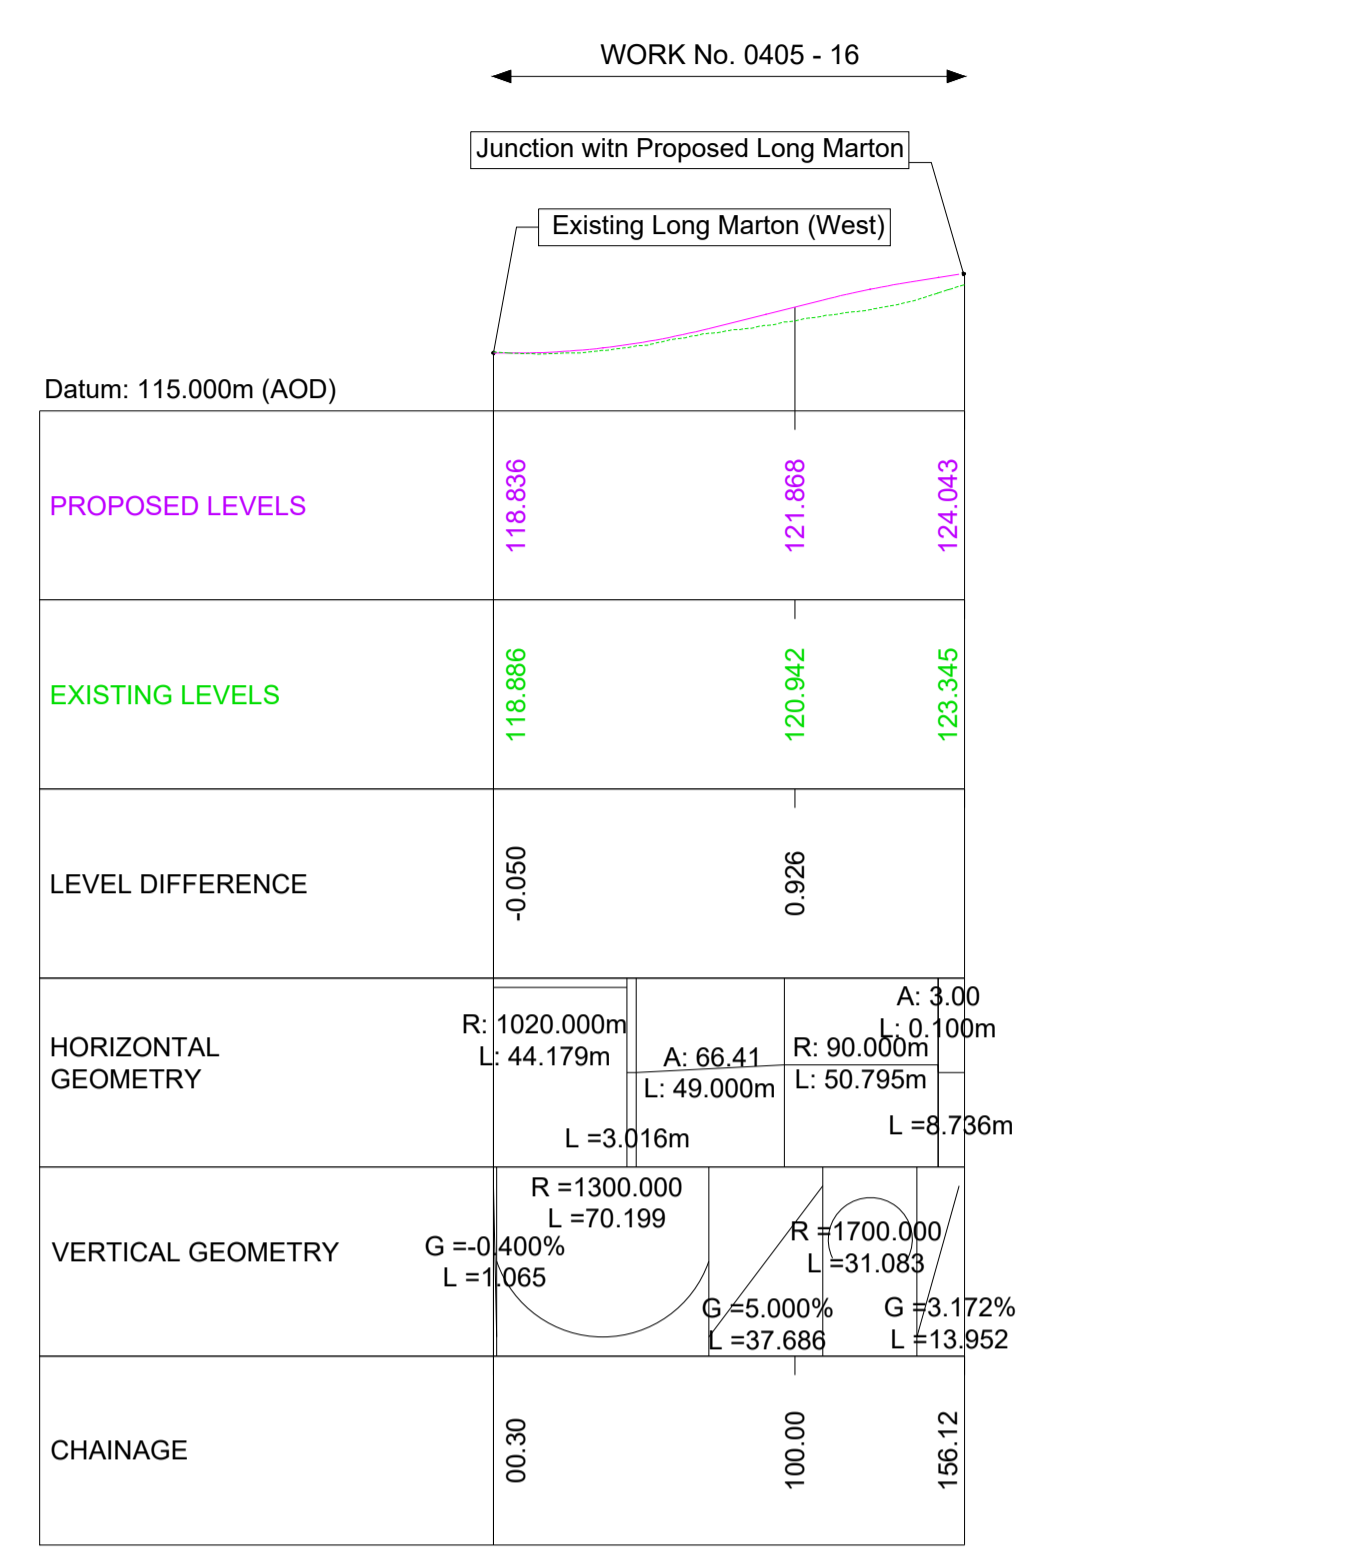 WORK No. 0405 - 16
Junction witn Proposed Long Marton
Existing Long Marton (West)
Datum: 115.000m (AOD)
PROPOSED LEVELS
118.836
121.868
124.043
EXISTING LEVELS
118.886
120.942
123.345
LEVEL DIFFERENCE
-0.050
0.926
HORIZONTAL
GEOMETRY
R: 1020.000m
L: 44.179m
L =3.016m
A: 66.41
L: 49.000m
R: 90.000m
L: 50.795m
A: 3.00
L: 0.100m
L =8.736m
VERTICAL GEOMETRY
G =-0.400%
L =1.065
R =1300.000
L =70.199
G =5.000%
L =37.686
R =1700.000
L =31.083
G =3.172%
L =13.952
CHAINAGE
00.30
100.00
156.12